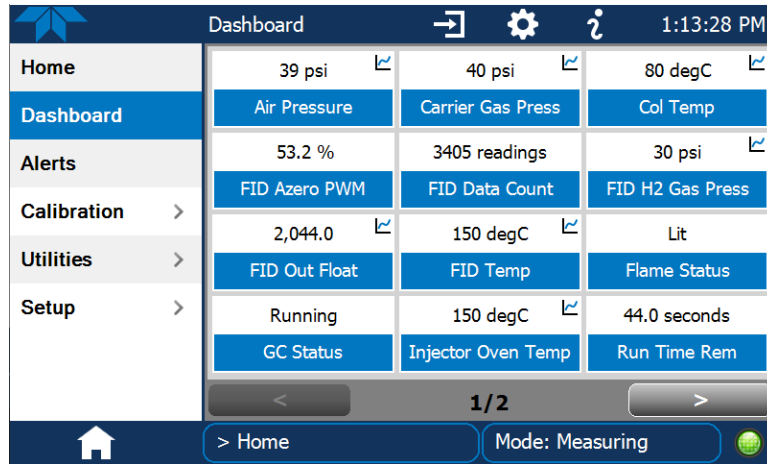 Dashboard
1:13:28 PM
Home
Dashboard
Alerts
Calibration >
Utilities >
Setup >
39 psi
Air Pressure
40 psi
Carrier Gas Press
80 degC
Col Temp
53.2 %
FID Azero PWM
3405 readings
FID Data Count
30 psi
FID H2 Gas Press
2,044.0
FID Out Float
150 degC
FID Temp
Lit
Flame Status
Running
GC Status
150 degC
Injector Oven Temp
44.0 seconds
Run Time Rem
< 1/2 >
> Home
Mode: Measuring